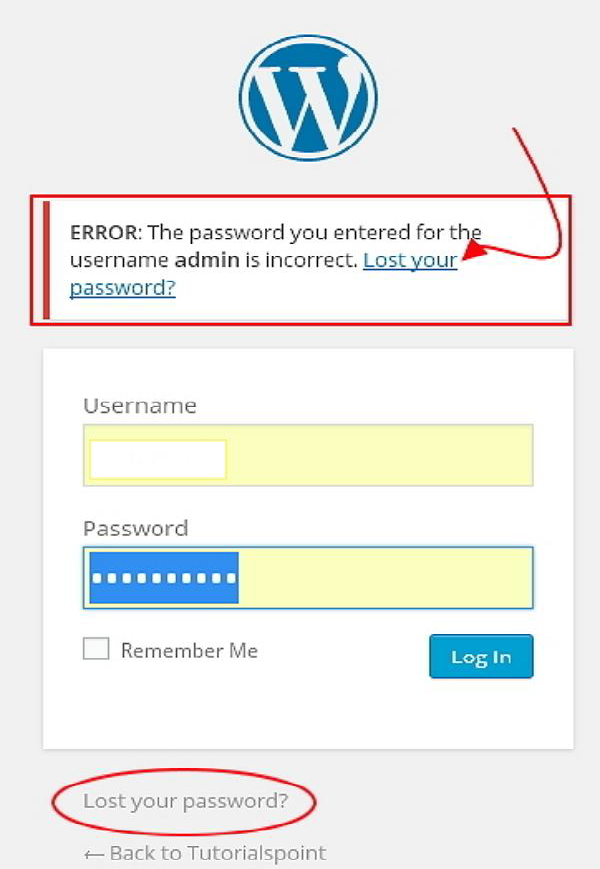 ERROR: The password you entered for the
username admin is incorrect. Lost your
password?
Username
Password
Remember Me
Log In
Lost your password?
← Back to Tutorialspoint